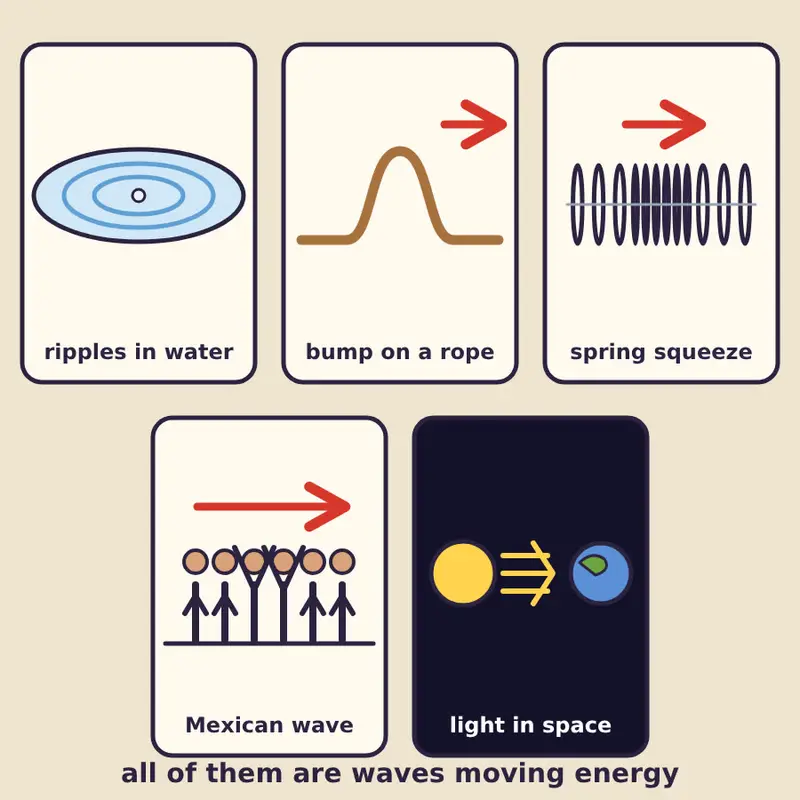 ripples in water
bump on a rope
spring squeeze
Mexican wave
light in space
all of them are waves moving energy